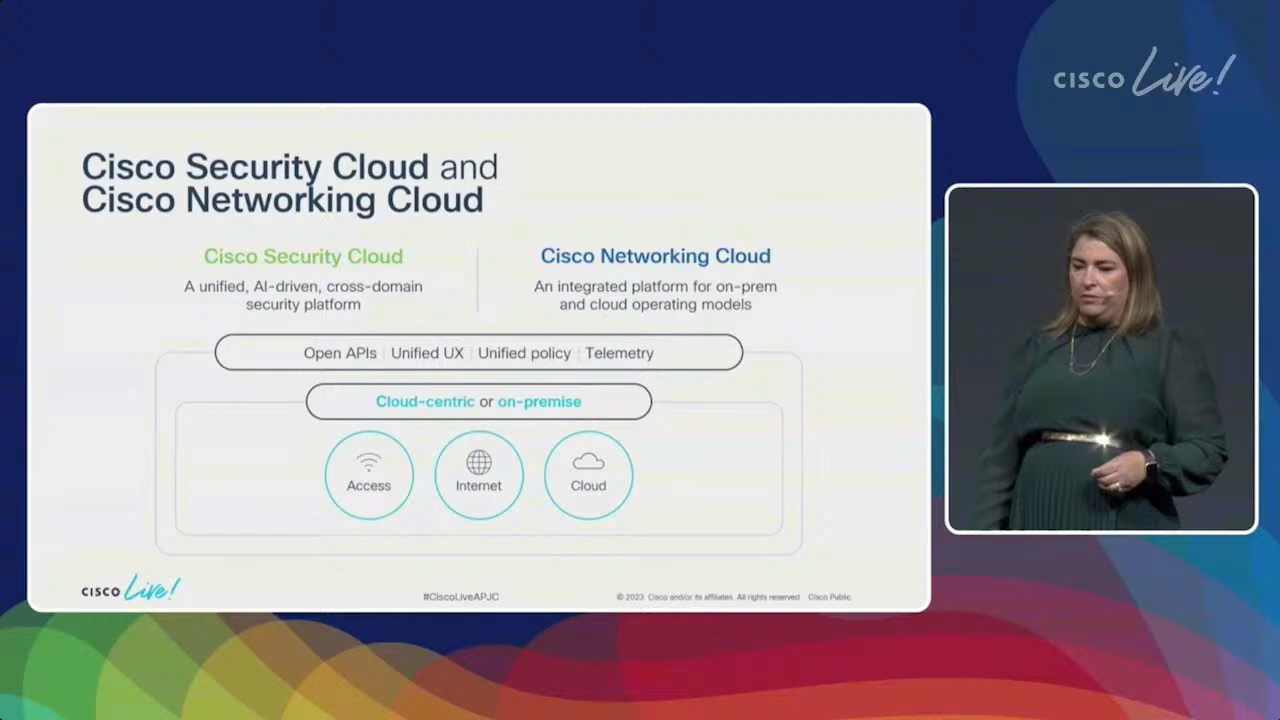 CISCO Live!
Cisco Security Cloud and
Cisco Networking Cloud
Cisco Security Cloud
A unified, AI-driven, cross-domain
security platform
Cisco Networking Cloud
An integrated platform for on-prem
and cloud operating models
Open APIs | Unified UX | Unified policy | Telemetry
Cloud-centric or on-premise
Access
Internet
Cloud
CISCO Live!
#CiscoLiveAPJC
© 2023 Cisco and/or its affiliates. All rights reserved Cisco Public